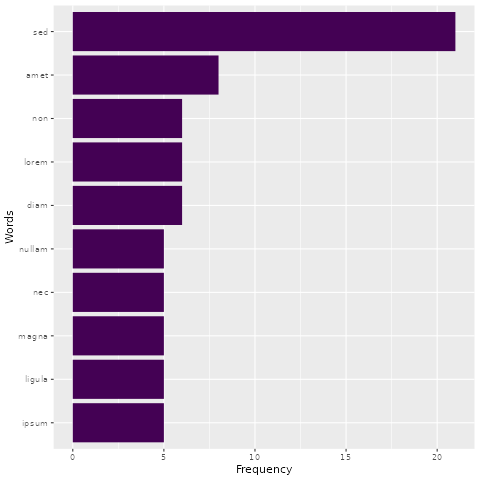 sed
amet
non
lorem
diam
nullam
nec
magna
ligula
ipsum
Words
0 5 10 15 20
Frequency